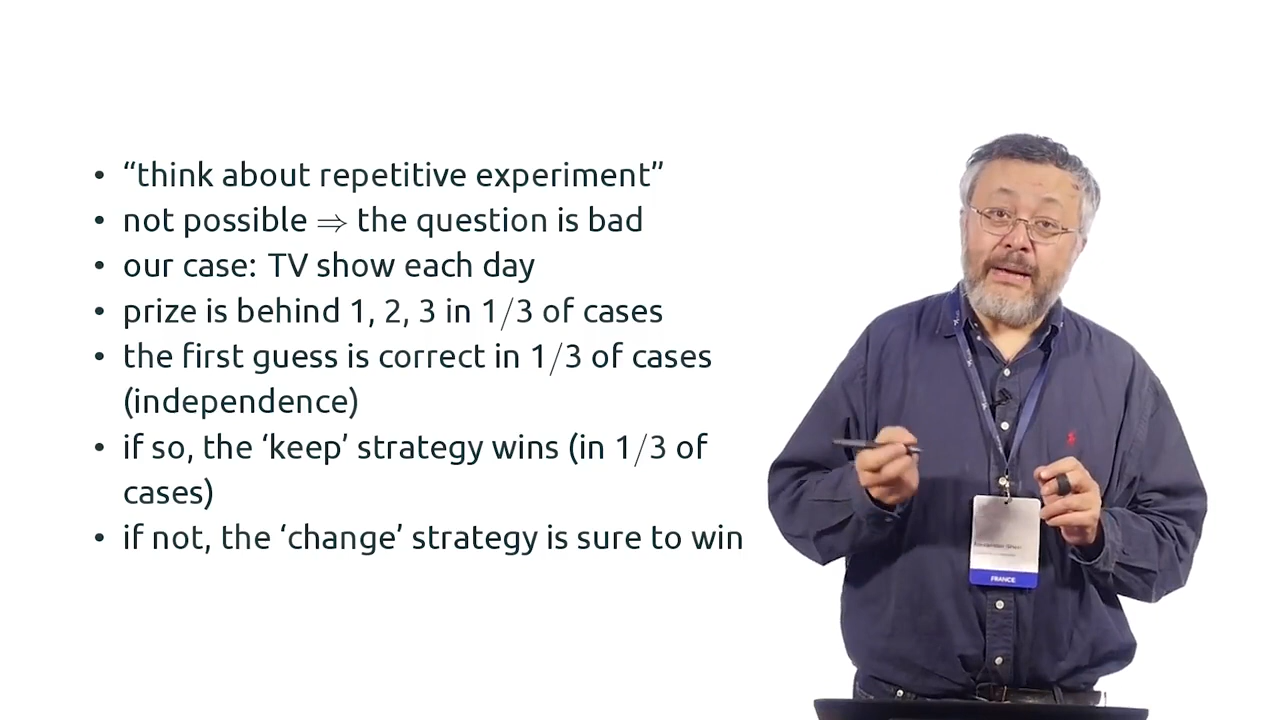 • “think about repetitive experiment”
• not possible ⇒ the question is bad
• our case: TV show each day
• prize is behind 1, 2, 3 in 1/3 of cases
• the first guess is correct in 1/3 of cases
(independence)
• if so, the ‘keep’ strategy wins (in 1/3 of
cases)
• if not, the ‘change’ strategy is sure to win
FRANCE